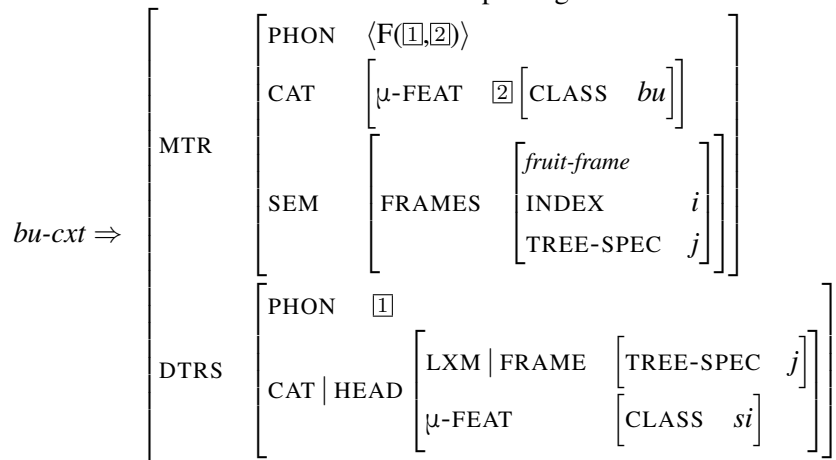 PHON ⟨F(1,2)⟩
CAT [μ-FEAT 2[CLASS bu]]
MTR
SEM [FRAMES [fruit-frame
INDEX i
TREE-SPEC j]]
bu-cxt ⇒
PHON 1
DTRS
CAT | HEAD [LXM | FRAME [TREE-SPEC j]
μ-FEAT [CLASS si]]